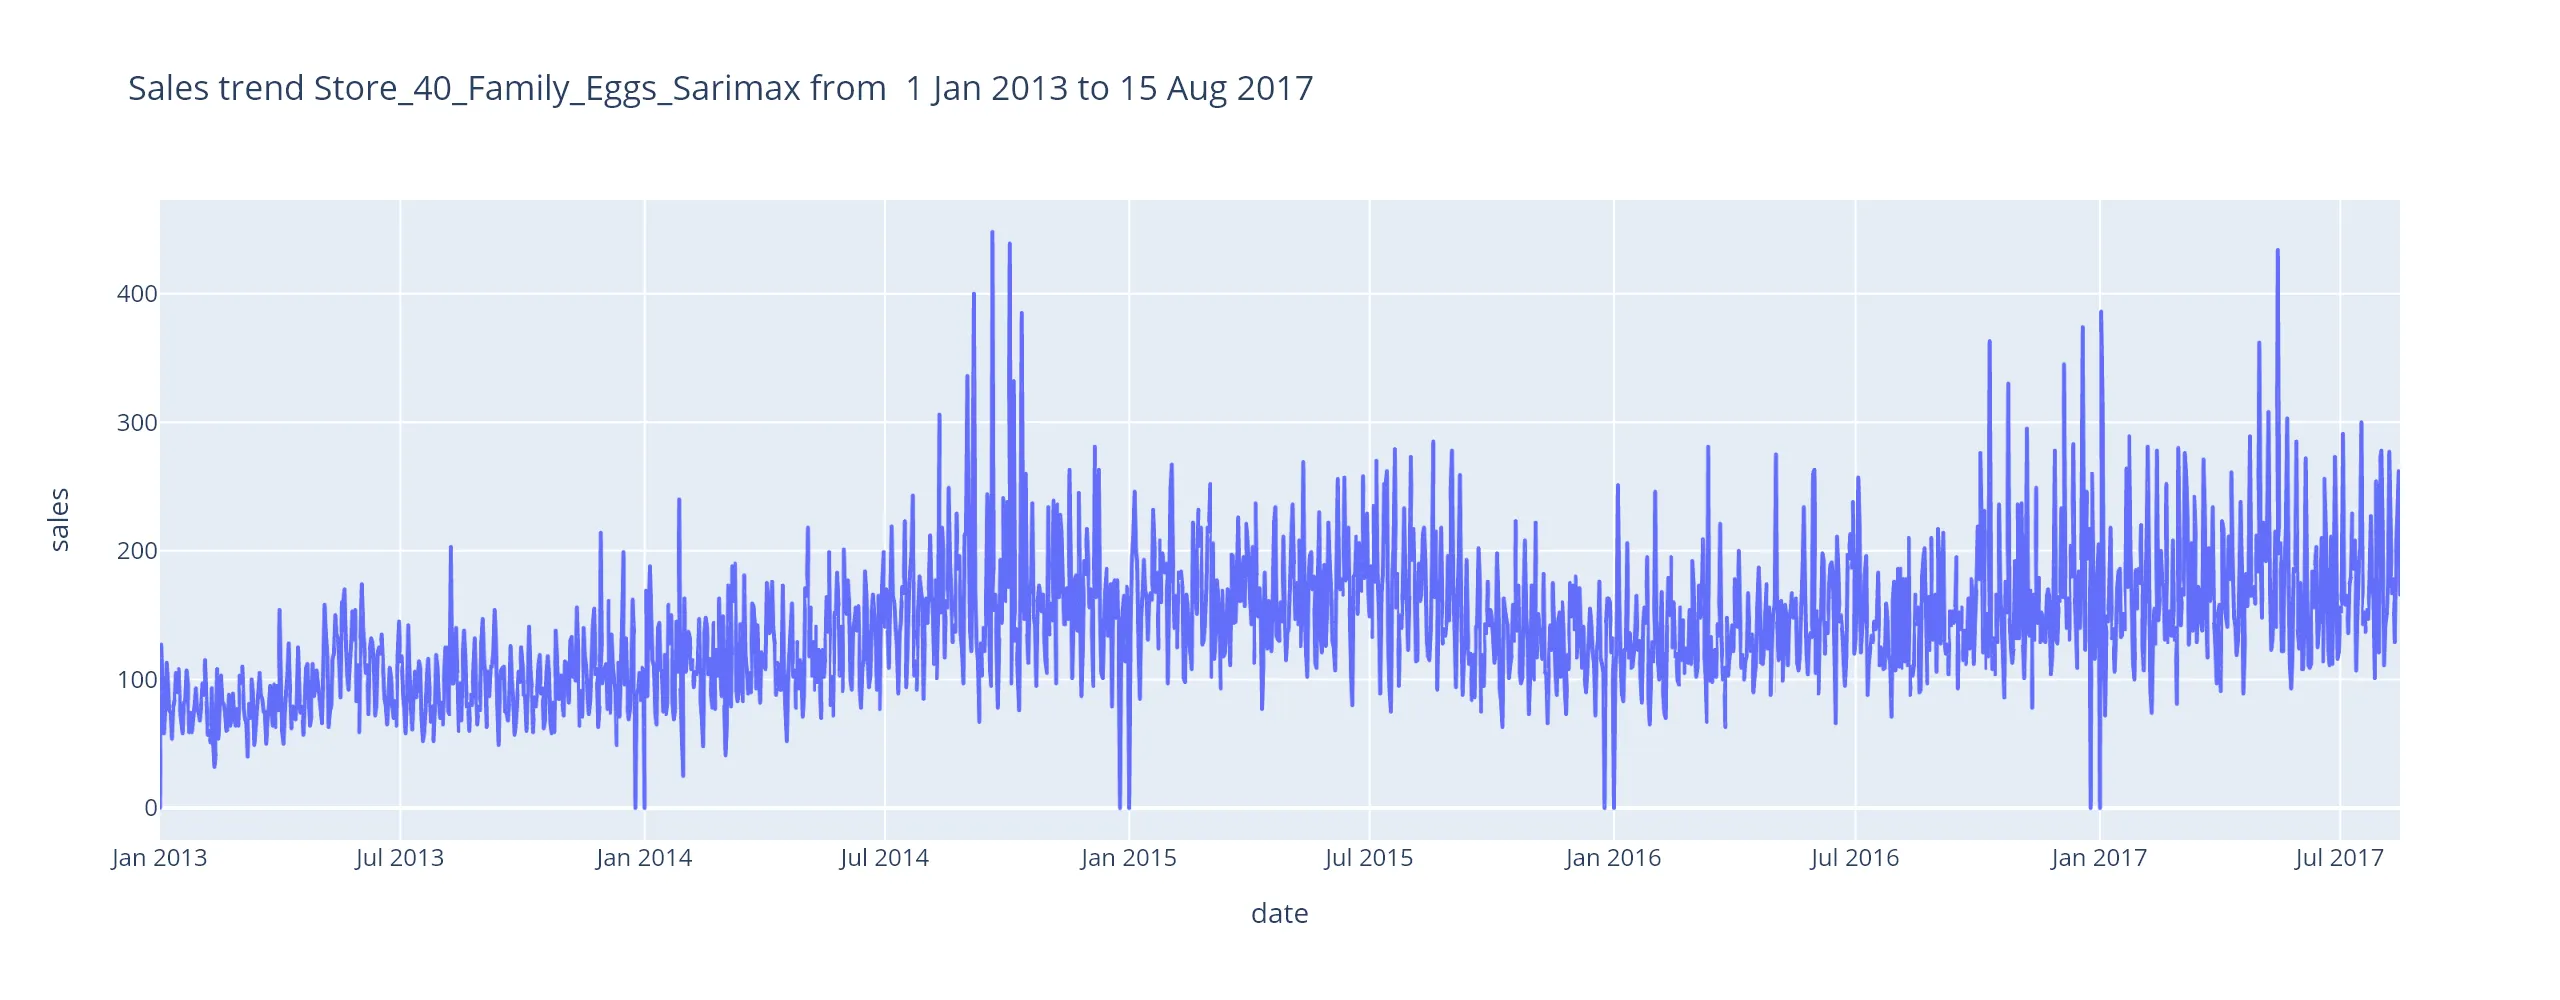 Sales trend Store_40_Family_Eggs_Sarimax from  1 Jan 2013 to 15 Aug 2017
sales
400
300
200
100
0
Jan 2013 Jul 2013 Jan 2014 Jul 2014 Jan 2015 Jul 2015 Jan 2016 Jul 2016 Jan 2017 Jul 2017
date